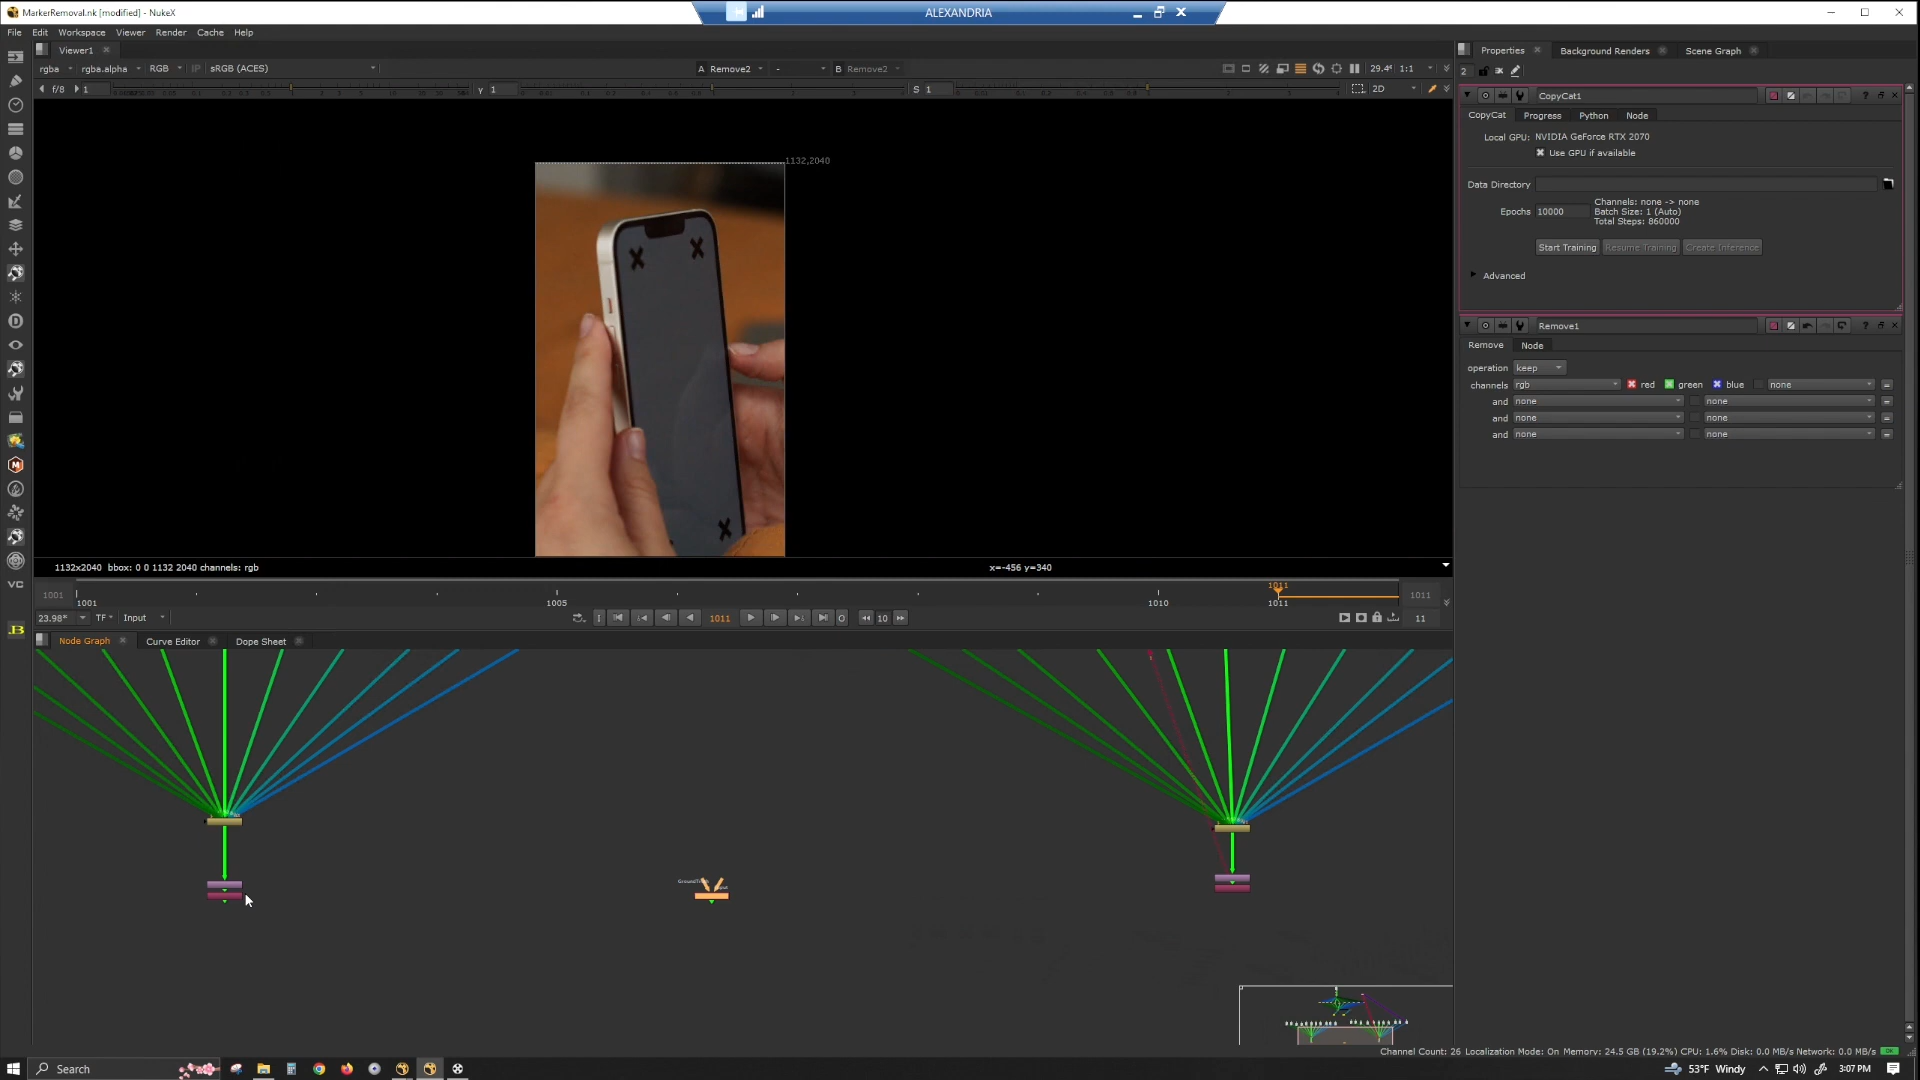 MarkerRemoval.nk [modified] - NukeX
ALEXANDRIA
File Edit Workspace Viewer Render Cache Help
Viewer1
rgba rgba.alpha RGB IP sRGB (ACES) A Remove2 - B Remove2 29.4 1:1
f/8 1 y 1 S 1 2D
1132,2040
1132x2040 bbox: 0 0 1132 2040 channels: rgb x=-456 y=340
1001 1001 1005 1010 1011 1011 1011
23.98* TF Input 1011 10 11
Node Graph Curve Editor Dope Sheet
Properties Background Renders Scene Graph
2
CopyCat1
CopyCat Progress Python Node
Local GPU: NVIDIA GeForce RTX 2070
Use GPU if available
Data Directory
Epochs 10000
Channels: none -> none
Batch Size: 1 (Auto)
Total Steps: 860000
Start Training Resume Training Create Inference
Advanced
Remove1
Remove Node
operation keep
channels rgb red green blue none
and none none
and none none
and none none
VC
Channel Count: 26 Localization Mode: On Memory: 24.5 GB (19.2%) CPU: 1.6% Disk: 0.0 MB/s Network: 0.0 MB/s
Search
53°F Windy 3:07 PM